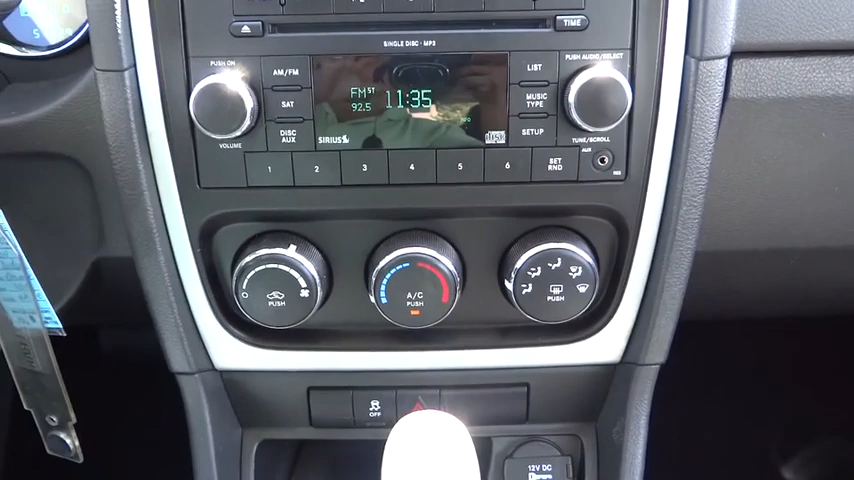 TIME
SINGLE DISC · MP3
PUSH ON
AM/FM
SAT
DISC
AUX
VOLUME
FM ST
92.5
11:35
SIRIUS
LIST
MUSIC
TYPE
SETUP
PUSH AUDIO/SELECT
TUNE/SCROLL
1
2
3
4
5
6
SET
RND
AUX
PUSH
A/C
PUSH
PUSH
OFF
12V DC